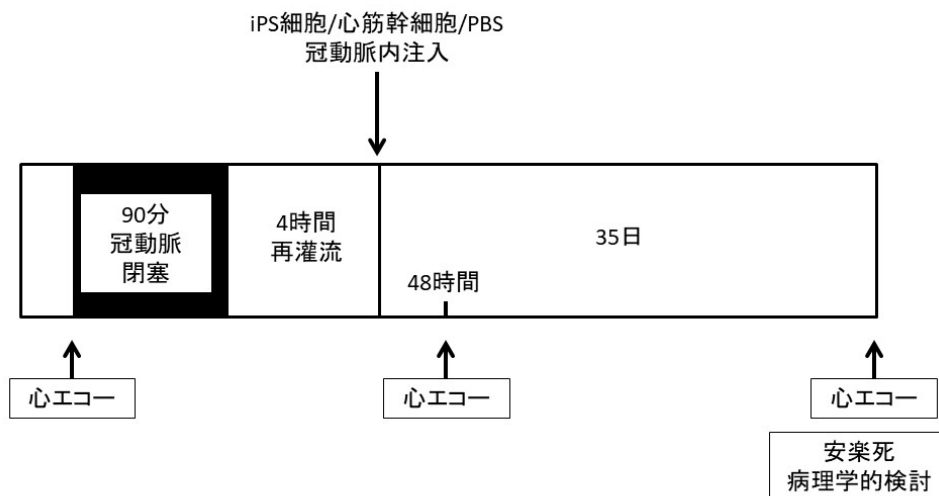 iPS細胞/心筋幹細胞/PBS
冠動脈内注入
90分
冠動脈
閉塞
4時間
再灌流
48時間
35日
心エコー
心エコー
心エコー
安楽死
病理学的検討